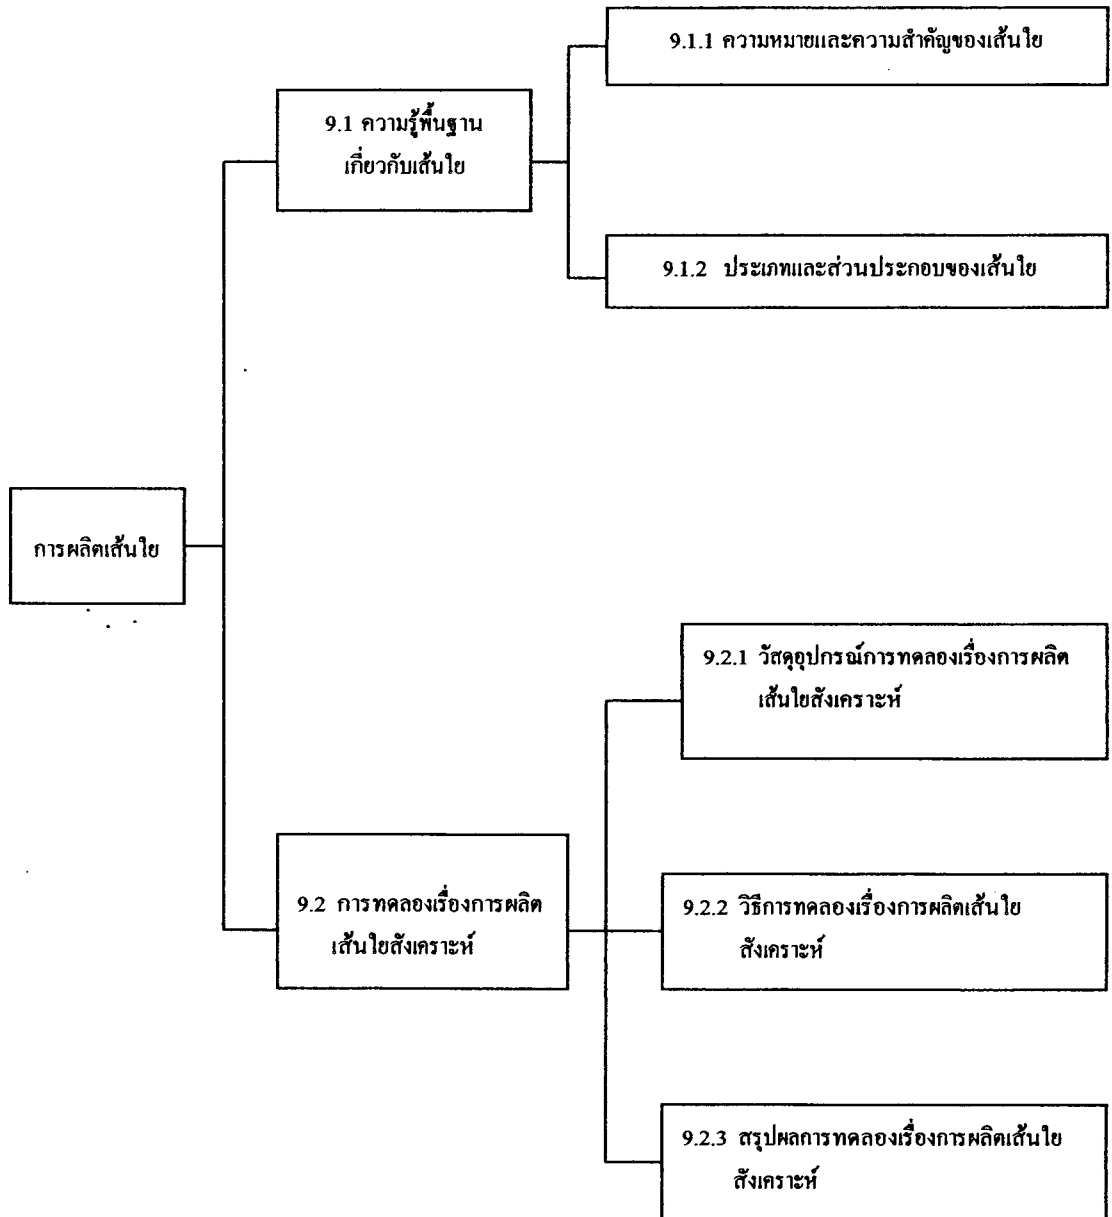 9.1.1 ความหมายและความสำคัญของเส้นใย
9.1 ความรู้พื้นฐาน
เกี่ยวกับเส้นใย
9.1.2 ประเภทและส่วนประกอบของเส้นใย
การผลิตเส้นใย
9.2.1 วัสดุอุปกรณ์การทดลองเรื่องการผลิต
เส้นใยสังเคราะห์
9.2 การทดลองเรื่องการผลิต
เส้นใยสังเคราะห์
9.2.2 วิธีการทดลองเรื่องการผลิตเส้นใย
สังเคราะห์
9.2.3 สรุปผลการทดลองเรื่องการผลิตเส้นใย
สังเคราะห์